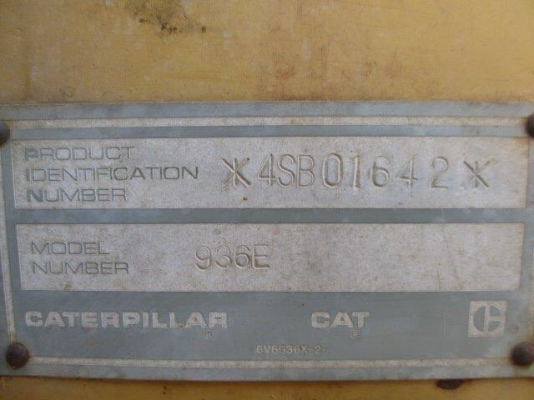 PRODUCT
IDENTIFICATION
NUMBER
*4SB01642*
MODEL
NUMBER
936E
CATERPILLAR CAT C